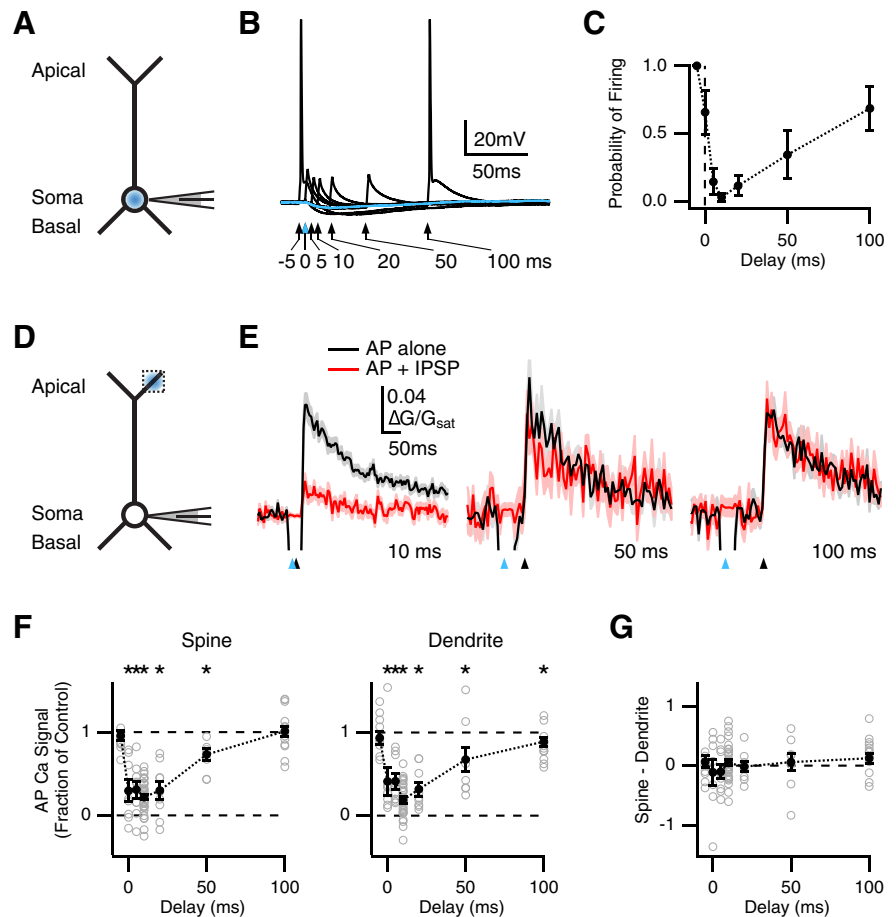 A
Apical
Soma
Basal
B
20mV
50ms
-5 0 5 10 20 50 100 ms
C
Probability of Firing
1.0
0.5
0.0
0 50 100
Delay (ms)
D
Apical
Soma
Basal
E
AP alone
AP + IPSP
0.04
ΔG/Gsat
50ms
10 ms
50 ms
100 ms
F
Spine
**** * *
AP Ca Signal
(Fraction of Control)
1
0
0 50 100
Delay (ms)
Dendrite
**** * * *
1
0
0 50 100
Delay (ms)
G
Spine - Dendrite
1
0
-1
0 50 100
Delay (ms)